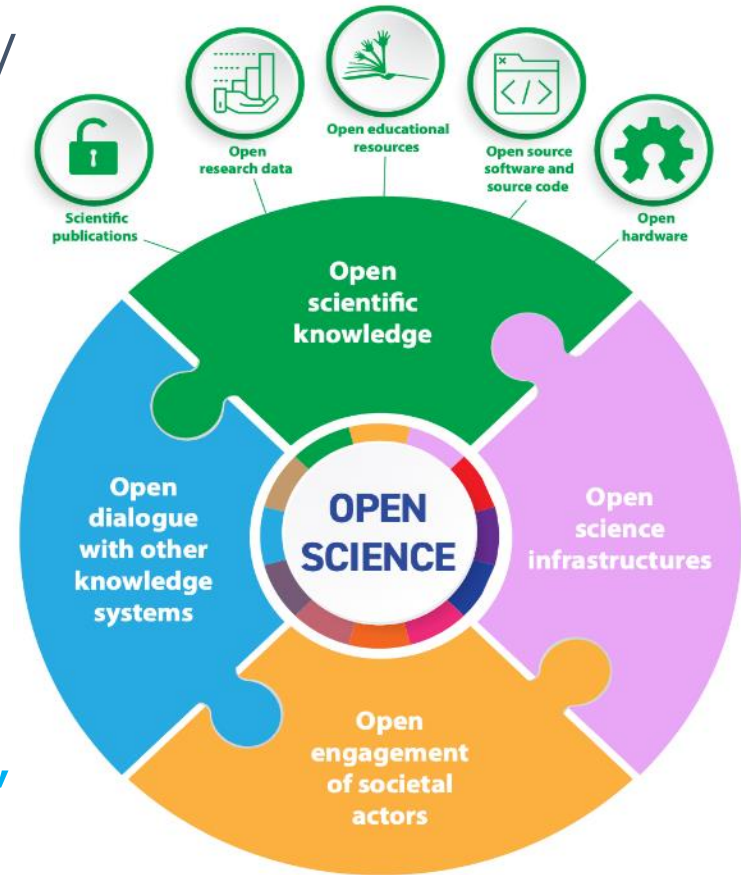 Scientific
publications
Open
research data
Open educational
resources
</>
Open source
software and
source code
Open
hardware
Open
scientific
knowledge
Open
dialogue
with other
knowledge
systems
OPEN
SCIENCE
Open
science
infrastructures
Open
engagement
of societal
actors